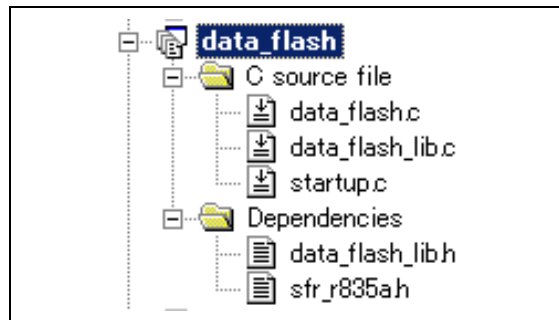 data_flash
C source file
data_flash.c
data_flash_lib.c
startup.c
Dependencies
data_flash_lib.h
sfr_r835a.h